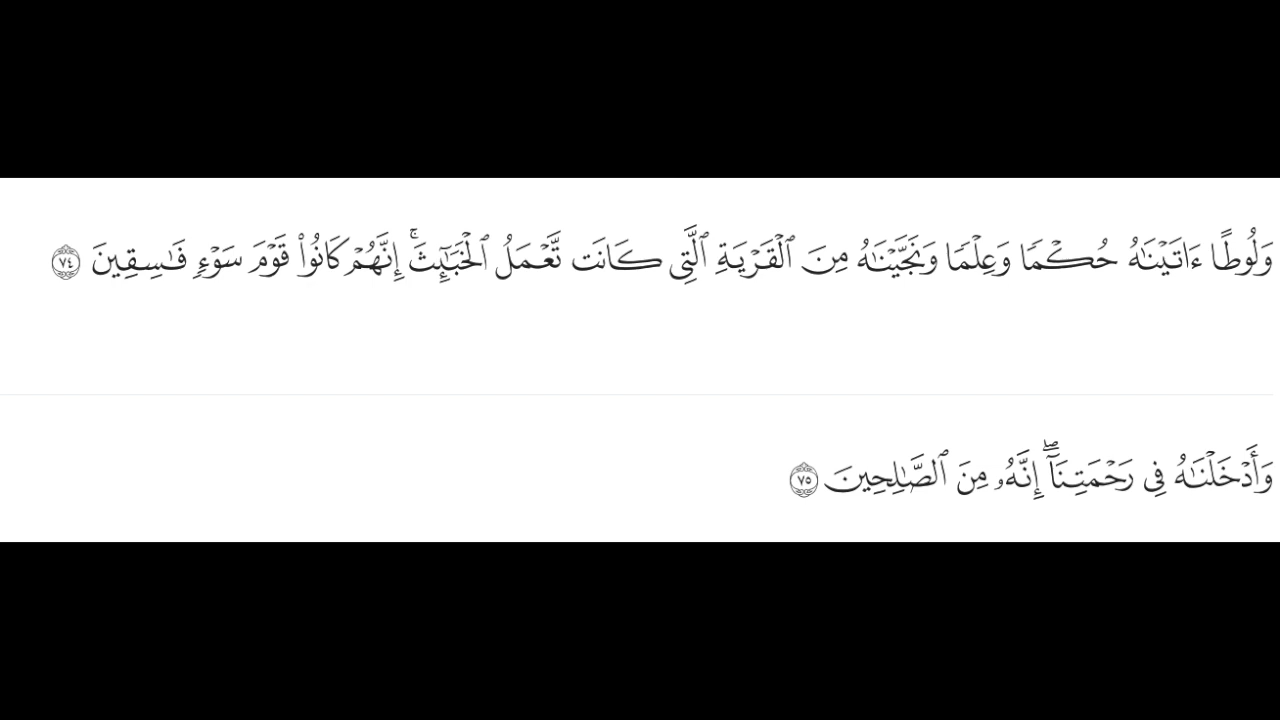 وَلُوطًا ءَاتَيْنَـٰهُ حُكْمًا وَعِلْمًا وَنَجَّيْنَـٰهُ مِنَ ٱلْقَرْيَةِ ٱلَّتِى كَانَت تَّعْمَلُ ٱلْخَبَـٰٓئِثَ ۚ إِنَّهُمْ كَانُوا۟ قَوْمَ سَوْءٍ فَـٰسِقِينَ ٧٤
وَأَدْخَلْنَـٰهُ فِى رَحْمَتِنَآ ۖ إِنَّهُۥ مِنَ ٱلصَّـٰلِحِينَ ٧٥